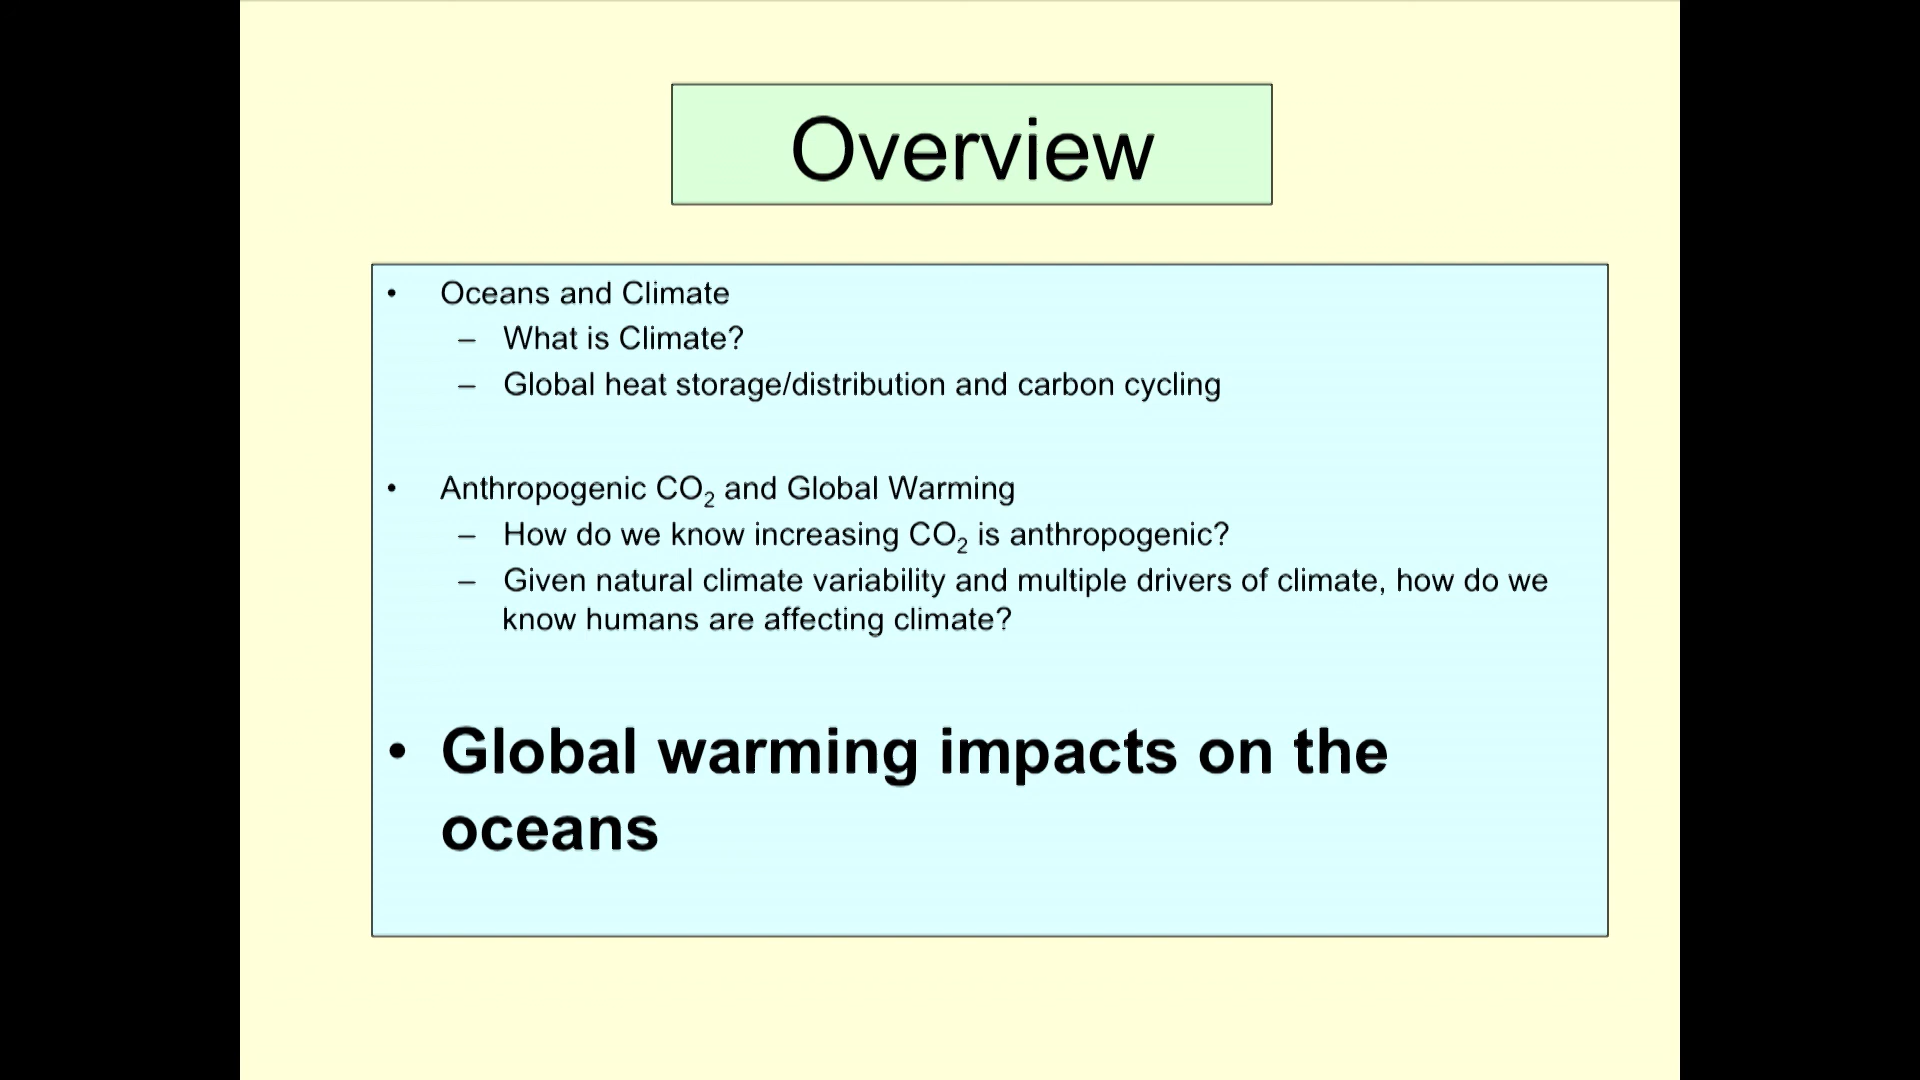 Overview
• Oceans and Climate
– What is Climate?
– Global heat storage/distribution and carbon cycling
• Anthropogenic CO₂ and Global Warming
– How do we know increasing CO₂ is anthropogenic?
– Given natural climate variability and multiple drivers of climate, how do we
know humans are affecting climate?
• Global warming impacts on the
oceans